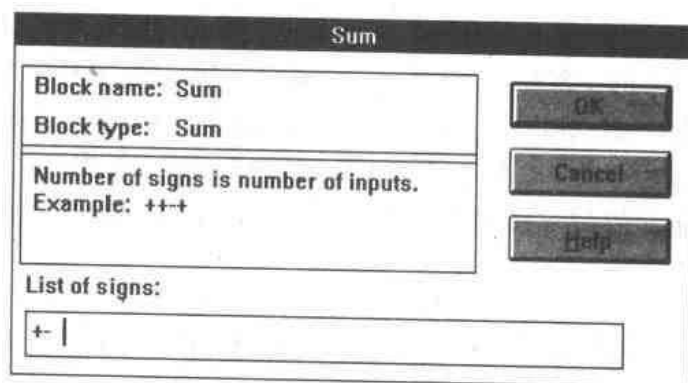 Sum
Block name: Sum
Block type: Sum
Number of signs is number of inputs.
Example: ++-+
OK
Cancel
Help
List of signs:
+-